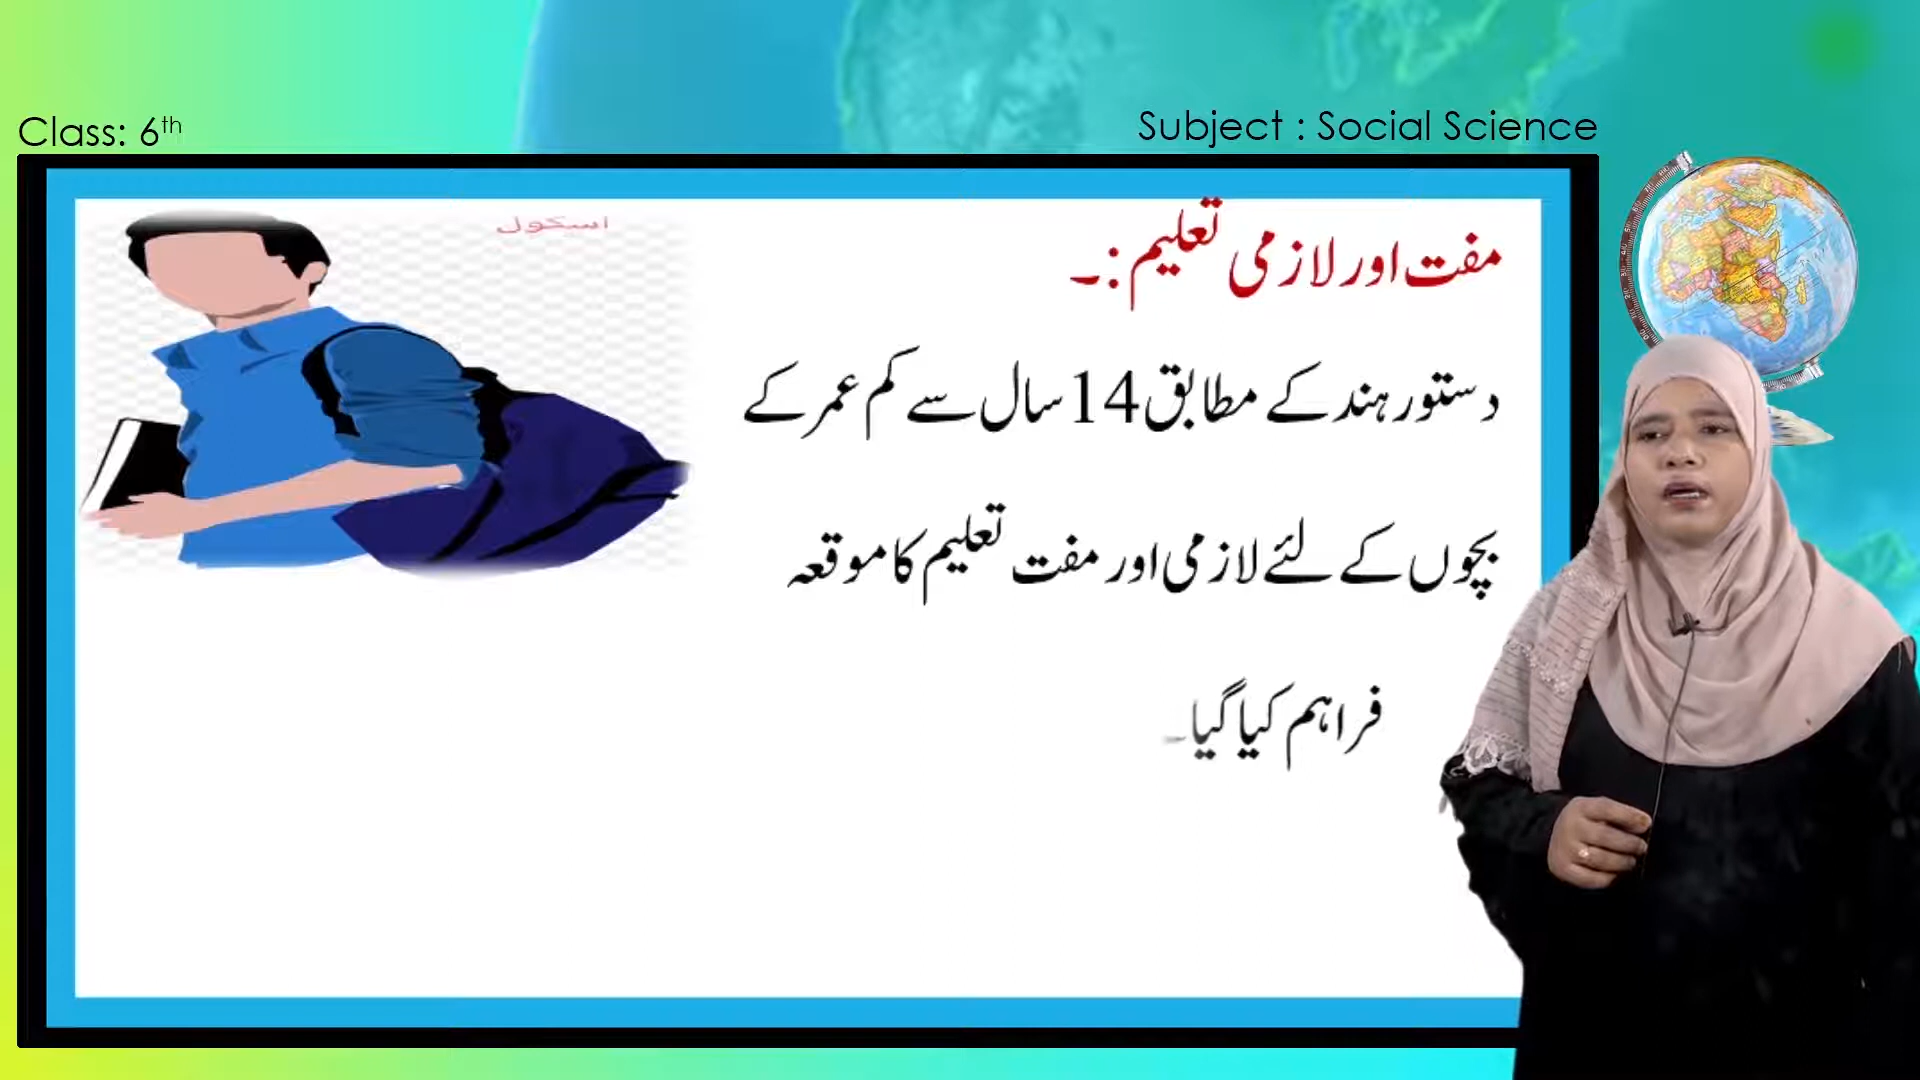 Class: 6th
Subject : Social Science
اسکول
مفت اور لازمی تعلیم :۔
دستور ہند کے مطابق 14 سال سے کم عمر کے
بچوں کے لئے لازمی اور مفت تعلیم کا موقعہ
فراہم کیا گیا۔